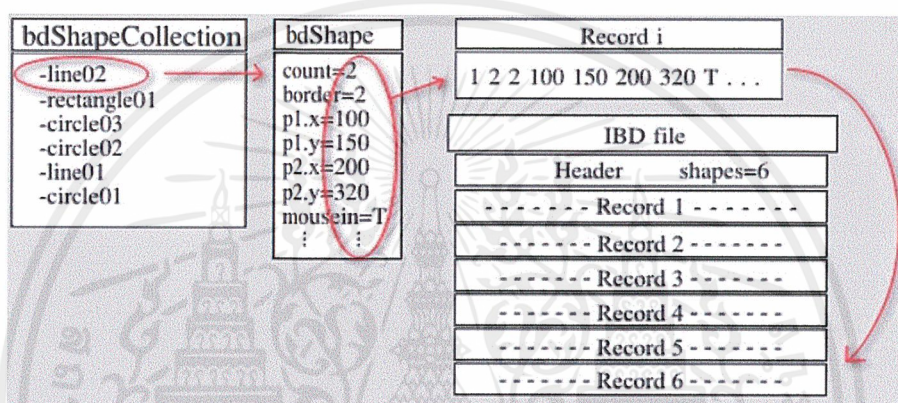 bdShapeCollection
-line02
-rectangle01
-circle03
-circle02
-line01
-circle01
bdShape
count=2
border=2
p1.x=100
p1.y=150
p2.x=200
p2.y=320
mousein=T
⋮ ⋮
Record i
1 2 2 100 150 200 320 T . . .
IBD file
Header shapes=6
- - - - - - - - Record 1 - - - - - - - -
- - - - - - - Record 2 - - - - - - - -
- - - - - - - Record 3 - - - - - - - -
- - - - - - - Record 4 - - - - - - - -
- - - - - - - Record 5 - - - - - - - -
- - - - - - - Record 6 - - - - - - - -